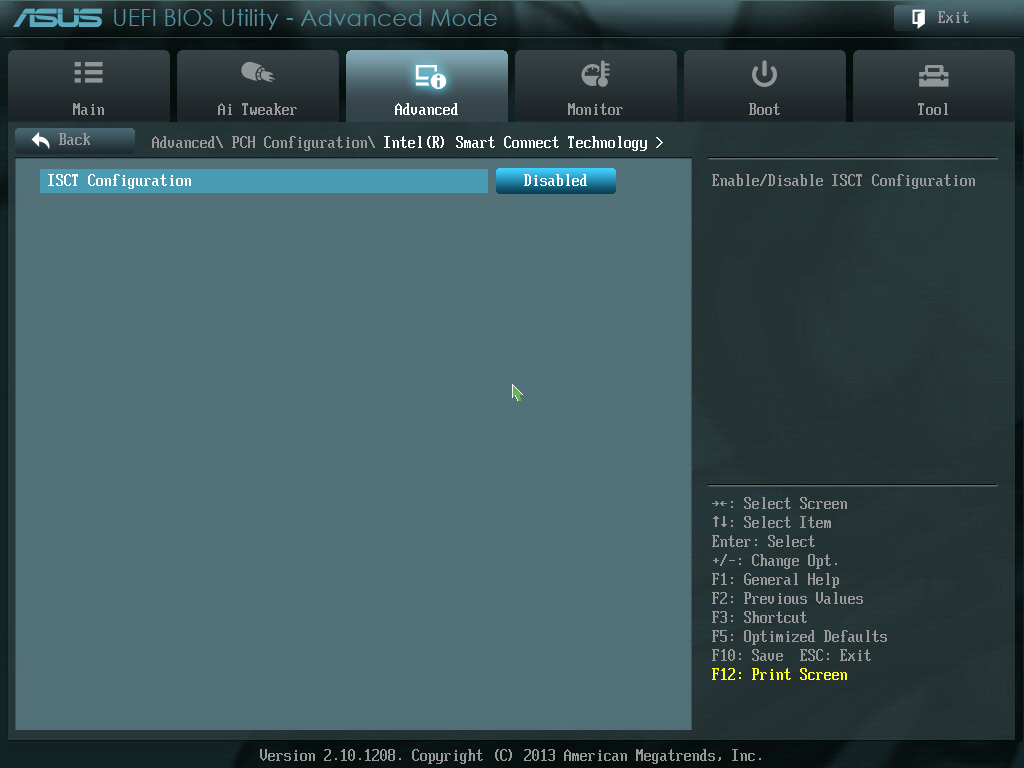 ASUS UEFI BIOS Utility - Advanced Mode
Exit
Main
Ai Tweaker
Advanced
Monitor
Boot
Tool
Back
Advanced\ PCH Configuration\ Intel(R) Smart Connect Technology >
ISCT Configuration
Disabled
Enable/Disable ISCT Configuration
→←: Select Screen
↑↓: Select Item
Enter: Select
+/-: Change Opt.
F1: General Help
F2: Previous Values
F3: Shortcut
F5: Optimized Defaults
F10: Save  ESC: Exit
F12: Print Screen
Version 2.10.1208. Copyright (C) 2013 American Megatrends, Inc.